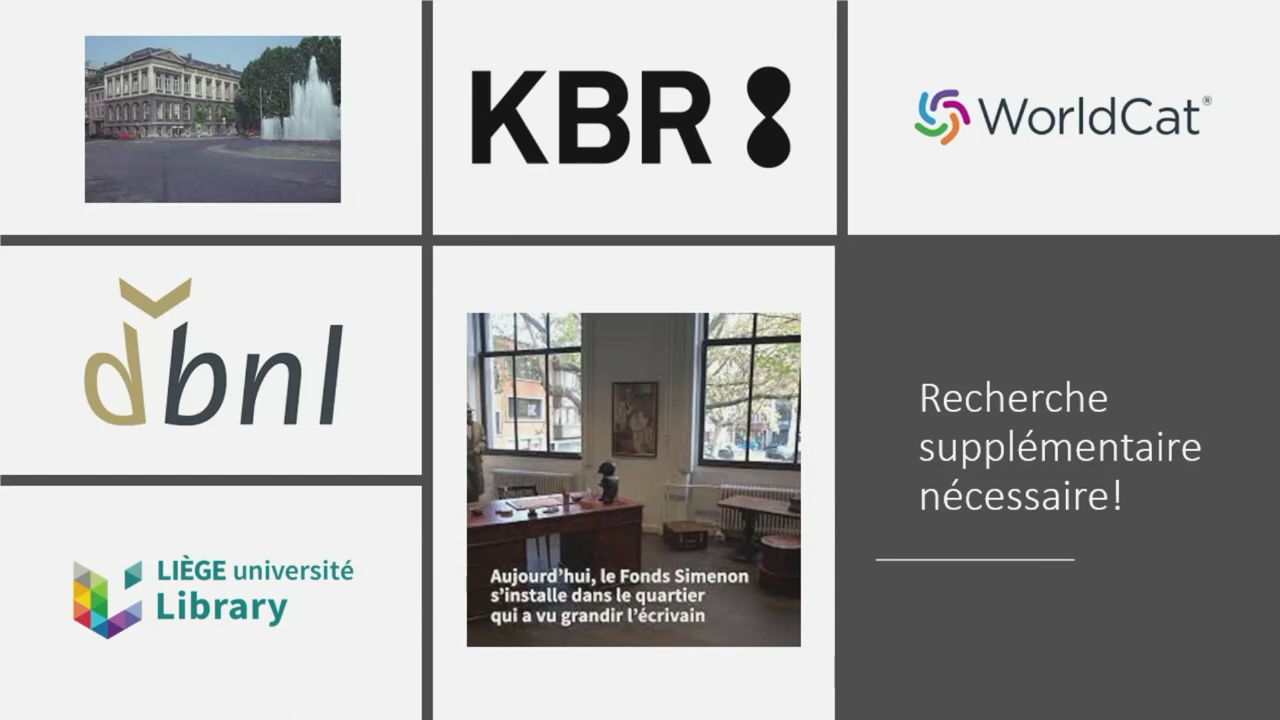 KBR
WorldCat®
dbnl
LIÈGE université
Library
Aujourd'hui, le Fonds Simenon
s'installe dans le quartier
qui a vu grandir l'écrivain
Recherche
supplémentaire
nécessaire!